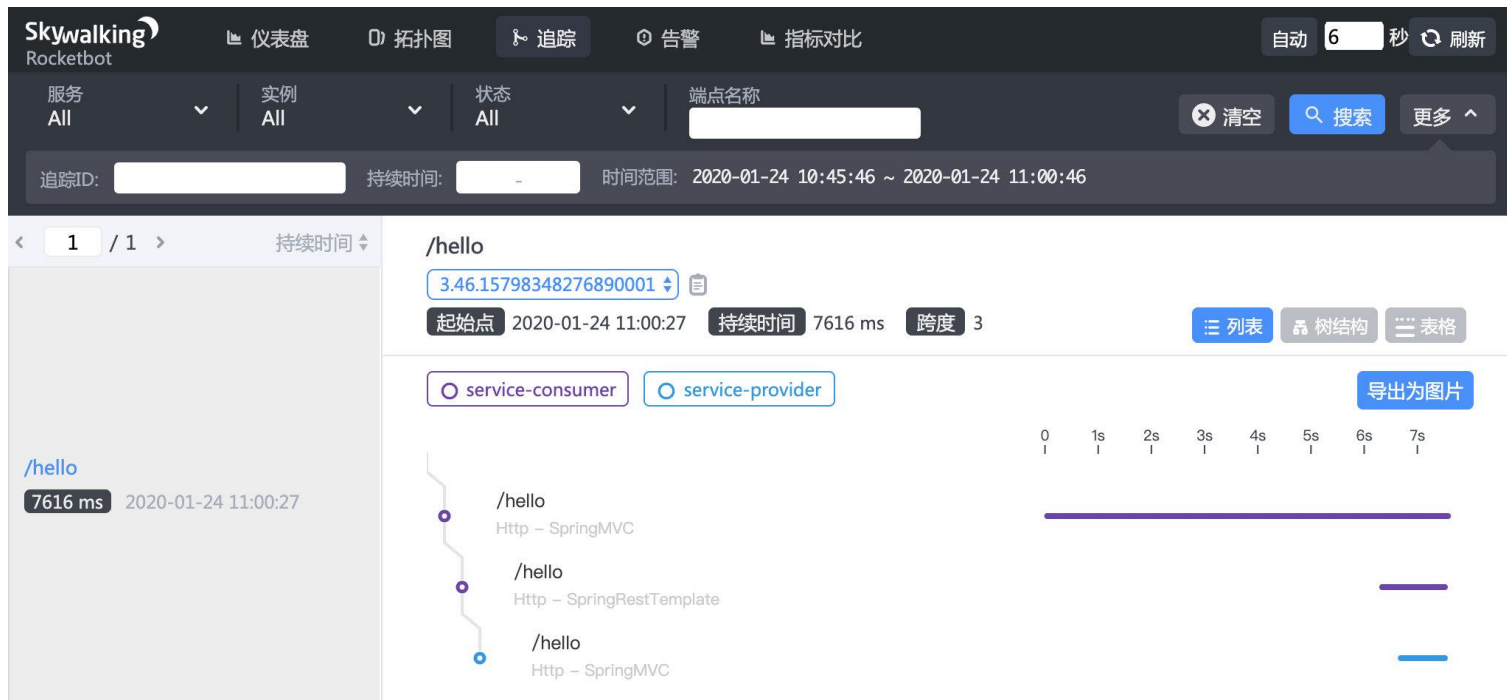 Skywalking
Rocketbot
仪表盘
拓扑图
追踪
告警
指标对比
自动 6 秒 刷新
服务
All
实例
All
状态
All
端点名称
清空
搜索
更多
追踪ID:
持续时间: -
时间范围: 2020-01-24 10:45:46 ~ 2020-01-24 11:00:46
1 / 1
持续时间
/hello
7616 ms 2020-01-24 11:00:27
/hello
3.46.15798348276890001
起始点 2020-01-24 11:00:27 持续时间 7616 ms 跨度 3
列表
树结构
表格
service-consumer
service-provider
导出为图片
0 1s 2s 3s 4s 5s 6s 7s
/hello
Http – SpringMVC
/hello
Http – SpringRestTemplate
/hello
Http – SpringMVC